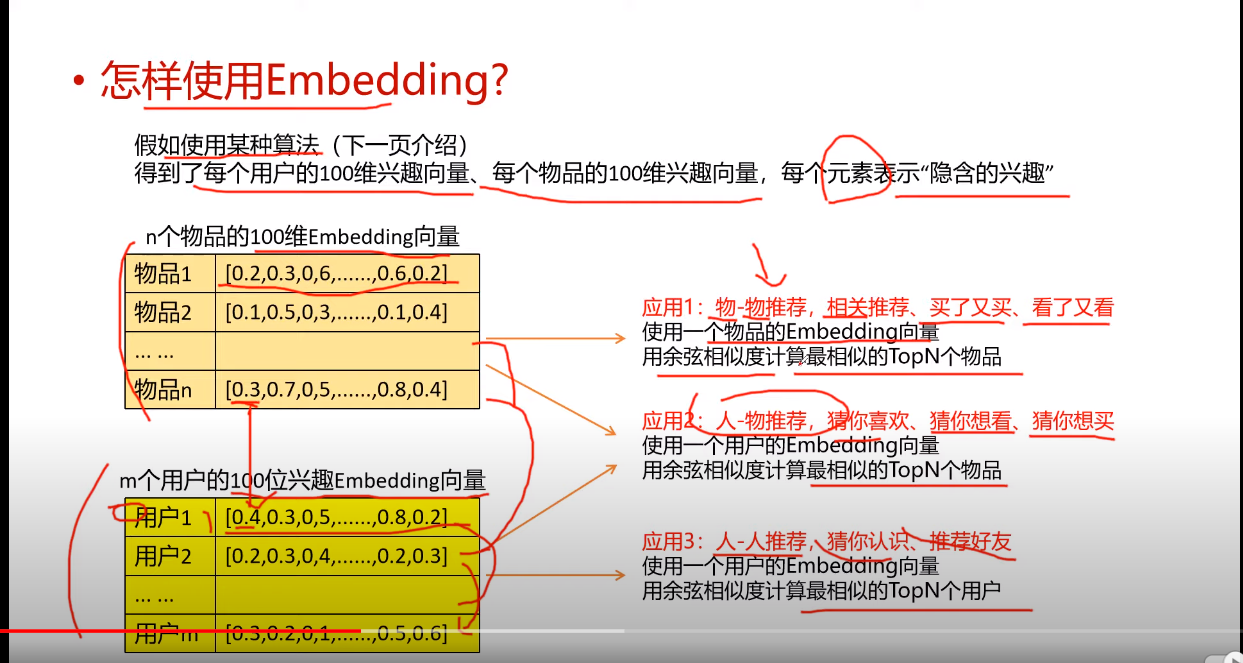 • 怎样使用Embedding?
假如使用某种算法（下一页介绍）
得到了每个用户的100维兴趣向量、每个物品的100维兴趣向量，每个元素表示“隐含的兴趣”
n个物品的100维Embedding向量
物品1 [0.2,0.3,0,6,......,0.6,0.2]
物品2 [0.1,0.5,0,3,......,0.1,0.4]
... ...
物品n [0.3,0.7,0,5,......,0.8,0.4]
m个用户的100位兴趣Embedding向量
用户1 [0.4,0.3,0,5,......,0.8,0.2]
用户2 [0.2,0.3,0,4,......,0.2,0.3]
... ...
用户m [0.3,0.2,0,1,......,0.5,0.6]
应用1：物-物推荐，相关推荐、买了又买、看了又看
使用一个物品的Embedding向量
用余弦相似度计算最相似的TopN个物品
应用2：人-物推荐，猜你喜欢、猜你想看、猜你想买
使用一个用户的Embedding向量
用余弦相似度计算最相似的TopN个物品
应用3：人-人推荐，猜你认识、推荐好友
使用一个用户的Embedding向量
用余弦相似度计算最相似的TopN个用户